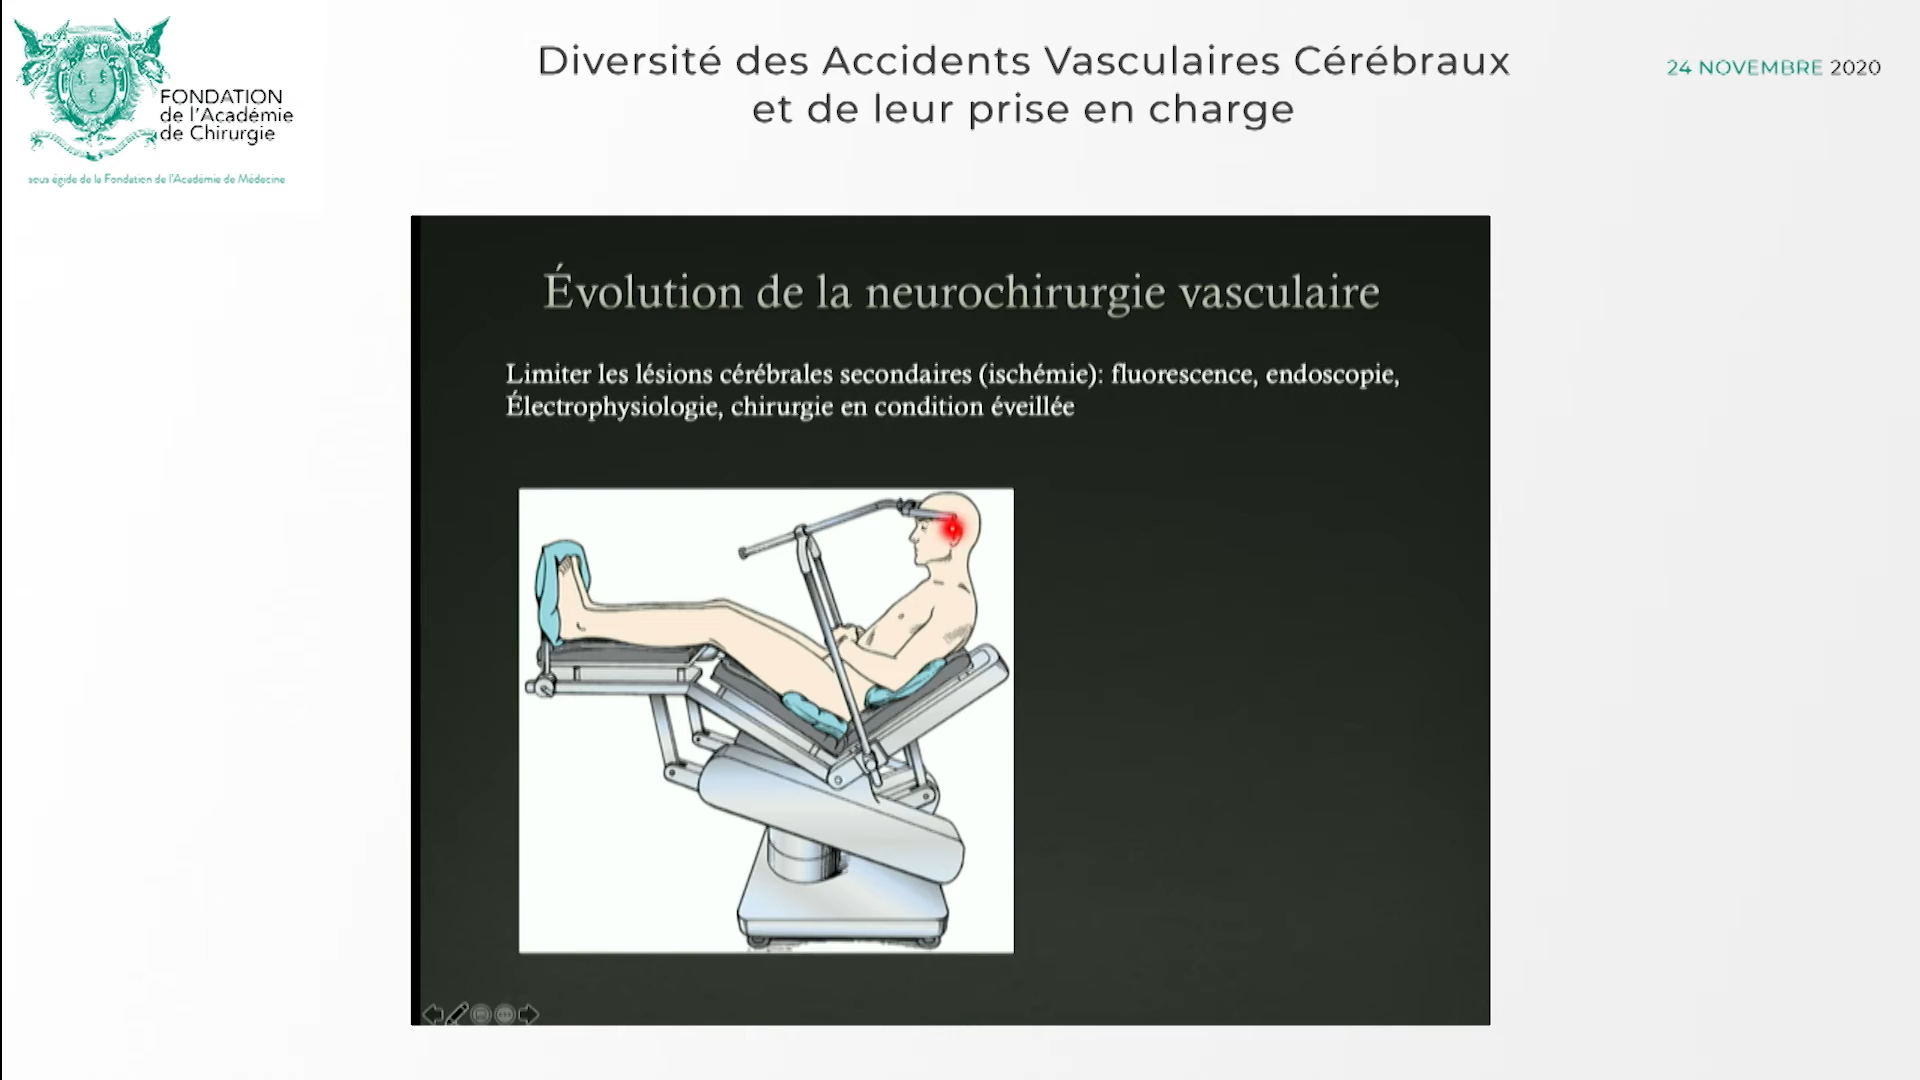 FONDATION
de l'Académie
de Chirurgie
sous égide de la Fondation de l'Académie de Médecine
Diversité des Accidents Vasculaires Cérébraux
et de leur prise en charge
24 NOVEMBRE 2020
Évolution de la neurochirurgie vasculaire
Limiter les lésions cérébrales secondaires (ischémie): fluorescence, endoscopie,
Électrophysiologie, chirurgie en condition éveillée